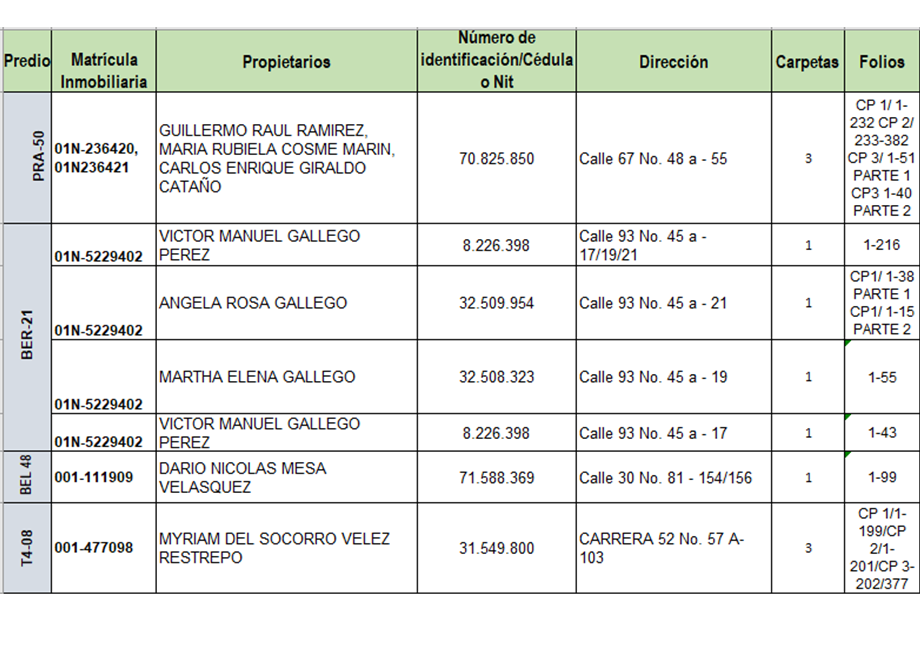 Predio
Matrícula
Inmobiliaria
Propietarios
Número de
identificación/Cédula
o Nit
Dirección
Carpetas
Folios
PRA-50
01N-236420,
01N236421
GUILLERMO RAUL RAMIREZ,
MARIA RUBIELA COSME MARIN,
CARLOS ENRIQUE GIRALDO
CATAÑO
70.825.850
Calle 67 No. 48 a - 55
3
CP 1/ 1-
232 CP 2/
233-382
CP 3/ 1-51
PARTE 1
CP3 1-40
PARTE 2
BER-21
01N-5229402
VICTOR MANUEL GALLEGO
PEREZ
8.226.398
Calle 93 No. 45 a -
17/19/21
1
1-216
01N-5229402
ANGELA ROSA GALLEGO
32.509.954
Calle 93 No. 45 a - 21
1
CP1/ 1-38
PARTE 1
CP1/ 1-15
PARTE 2
01N-5229402
MARTHA ELENA GALLEGO
32.508.323
Calle 93 No. 45 a - 19
1
1-55
01N-5229402
VICTOR MANUEL GALLEGO
PEREZ
8.226.398
Calle 93 No. 45 a - 17
1
1-43
BEL 48
001-111909
DARIO NICOLAS MESA
VELASQUEZ
71.588.369
Calle 30 No. 81 - 154/156
1
1-99
T4-08
001-477098
MYRIAM DEL SOCORRO VELEZ
RESTREPO
31.549.800
CARRERA 52 No. 57 A-
103
3
CP 1/1-
199/CP
2/1-
201/CP 3-
202/377